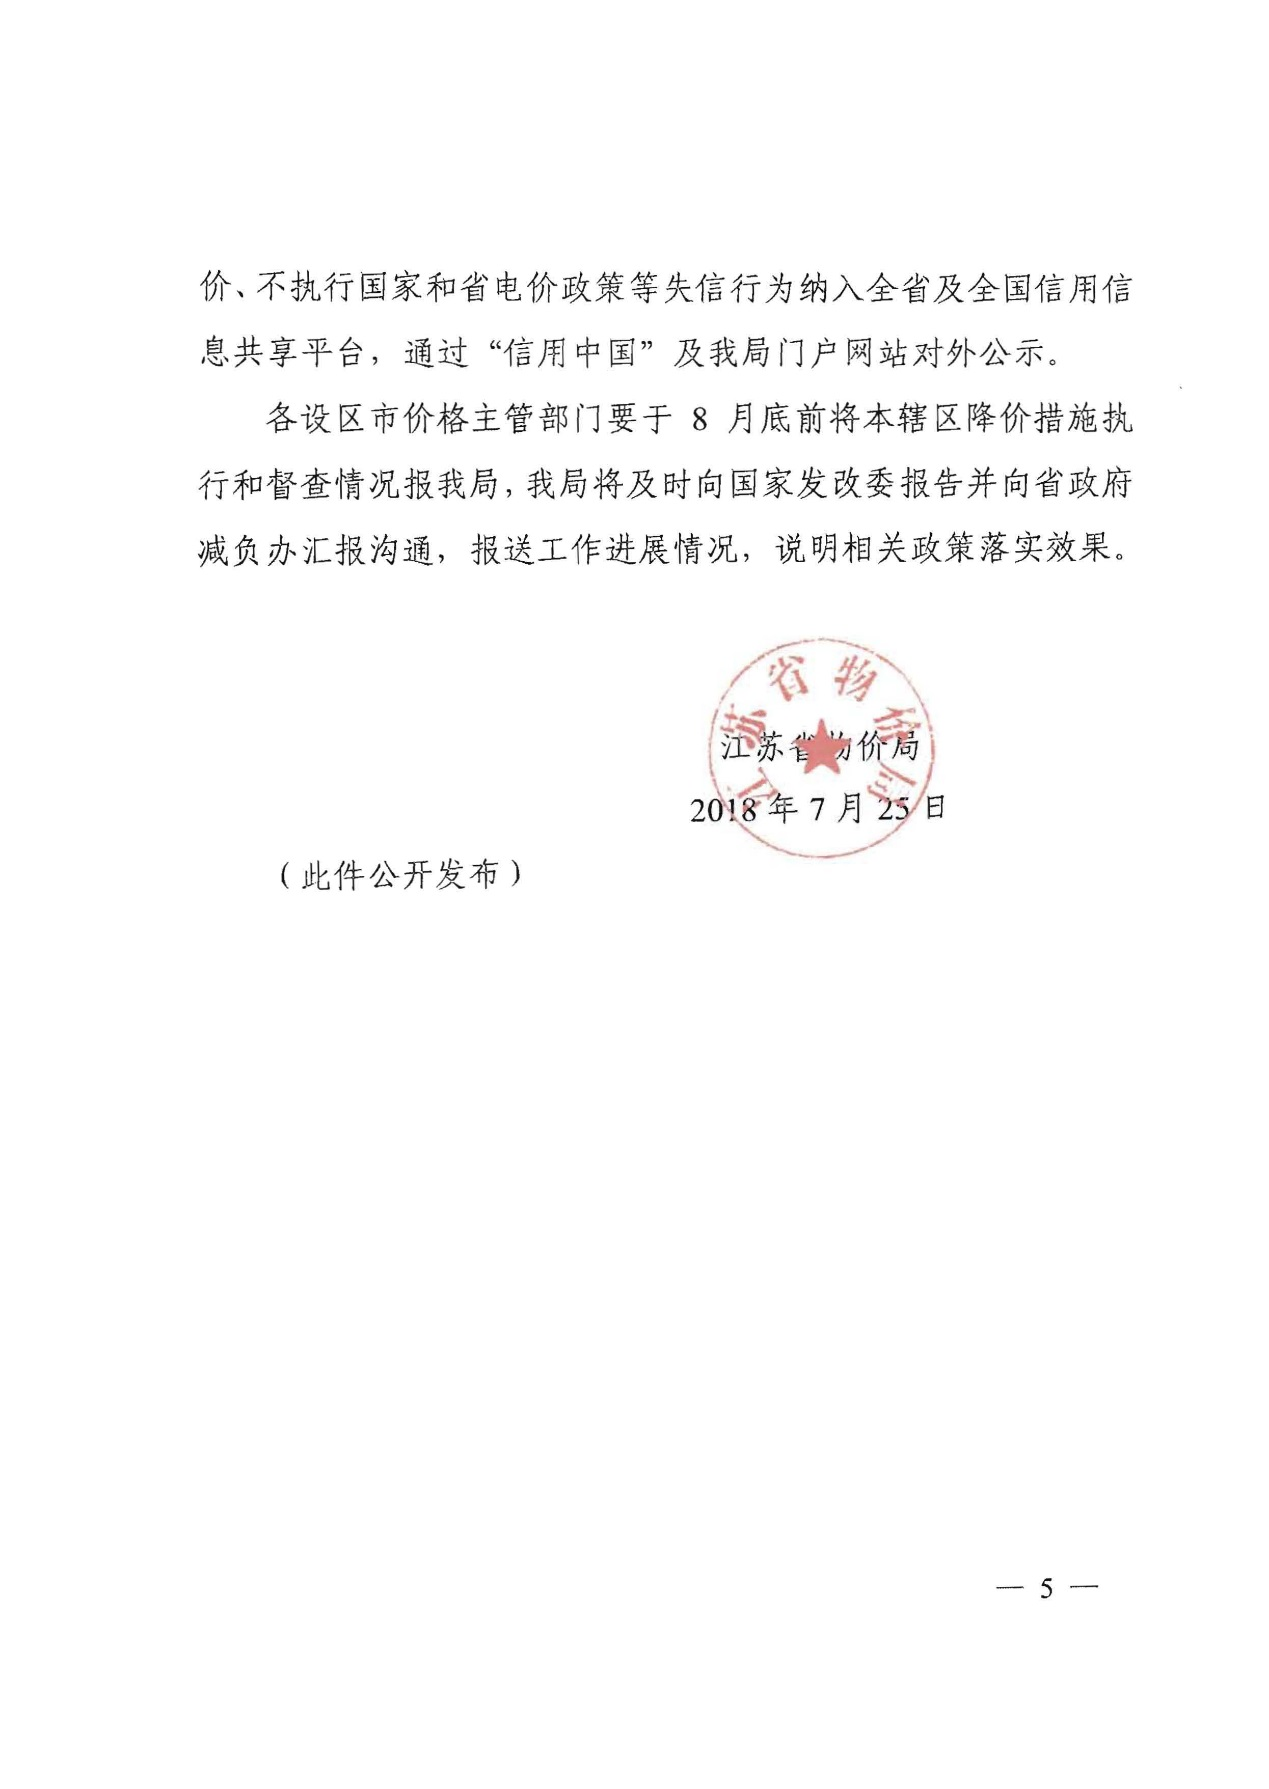 价、不执行国家和省电价政策等失信行为纳入全省及全国信用信
息共享平台，通过“信用中国”及我局门户网站对外公示。
各设区市价格主管部门要于 8 月底前将本辖区降价措施执
行和督查情况报我局，我局将及时向国家发改委报告并向省政府
减负办汇报沟通，报送工作进展情况，说明相关政策落实效果。
江苏省物价局
江苏省物价局
2018 年 7 月 25 日
（此件公开发布）
— 5 —